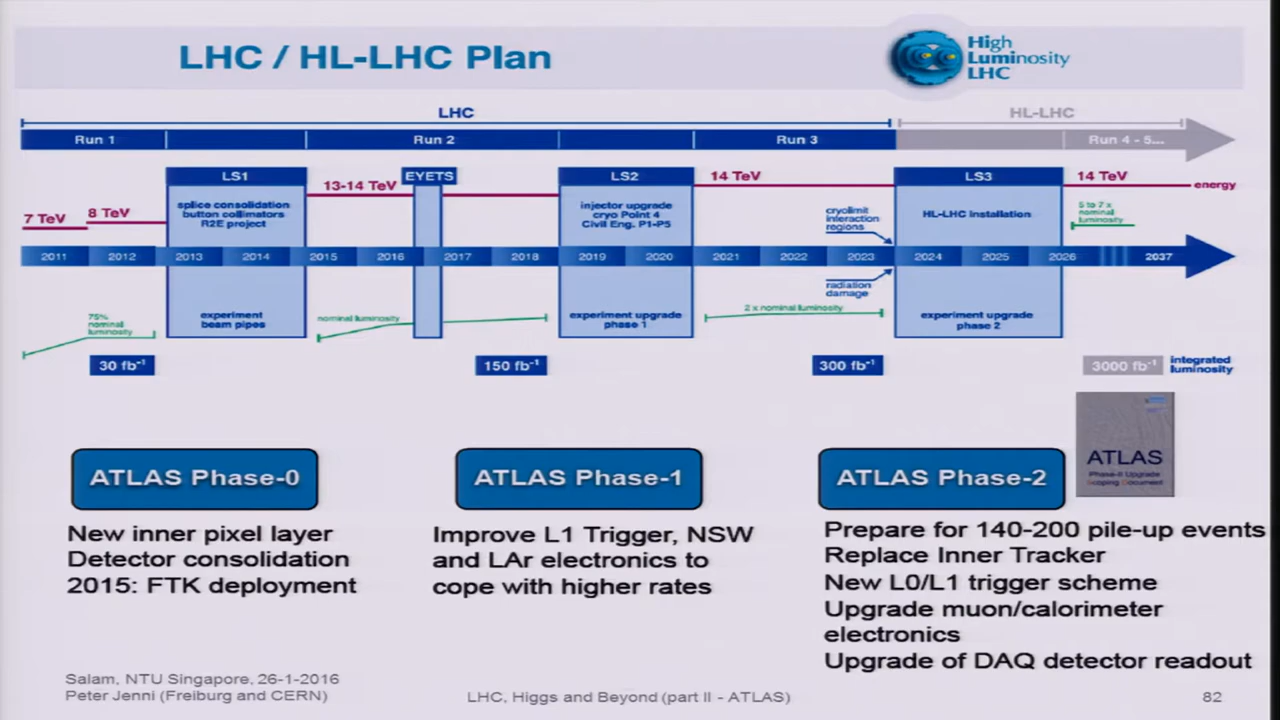 LHC / HL-LHC Plan
High
Luminosity
LHC
LHC
HL-LHC
Run 1
Run 2
Run 3
Run 4 - 5...
LS1
EYETS
LS2
LS3
13-14 TeV
14 TeV
14 TeV
energy
splice consolidation
button collimators
R2E project
injector upgrade
cryo Point 4
Civil Eng. P1-P5
cryolimit
interaction
regions
HL-LHC installation
5 to 7 x
nominal
luminosity
7 TeV
8 TeV
2011
2012
2013
2014
2015
2016
2017
2018
2019
2020
2021
2022
2023
2024
2025
2026
2037
radiation
damage
75%
nominal
luminosity
experiment
beam pipes
nominal luminosity
experiment upgrade
phase 1
2 x nominal luminosity
experiment upgrade
phase 2
30 fb⁻¹
150 fb⁻¹
300 fb⁻¹
3000 fb⁻¹
integrated
luminosity
ATLAS Phase-0
ATLAS Phase-1
ATLAS Phase-2
ATLAS
Phase-II Upgrade
Scoping Document
New inner pixel layer
Detector consolidation
2015: FTK deployment
Improve L1 Trigger, NSW
and LAr electronics to
cope with higher rates
Prepare for 140-200 pile-up events
Replace Inner Tracker
New L0/L1 trigger scheme
Upgrade muon/calorimeter
electronics
Upgrade of DAQ detector readout
Salam, NTU Singapore, 26-1-2016
Peter Jenni (Freiburg and CERN)
LHC, Higgs and Beyond (part II - ATLAS)
82